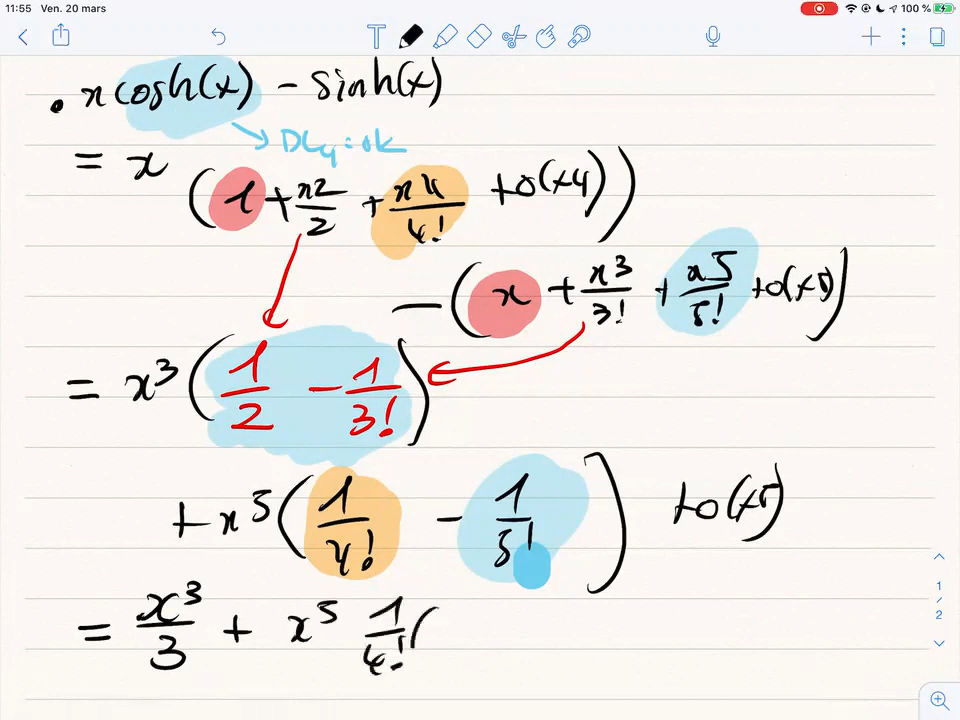 11:55 Ven. 20 mars 100 %
. x cosh(x) - sinh(x)
→ DL4 = ok
= x (1 + x2/2 + x4/4! + o(x4))
- (x + x3/3! + x5/5! + o(x5))
= x3 (1/2 - 1/3!)
+ x5 (1/4! - 1/5!) + o(x5)
= x3/3 + x5 1/4! (
1
/
2